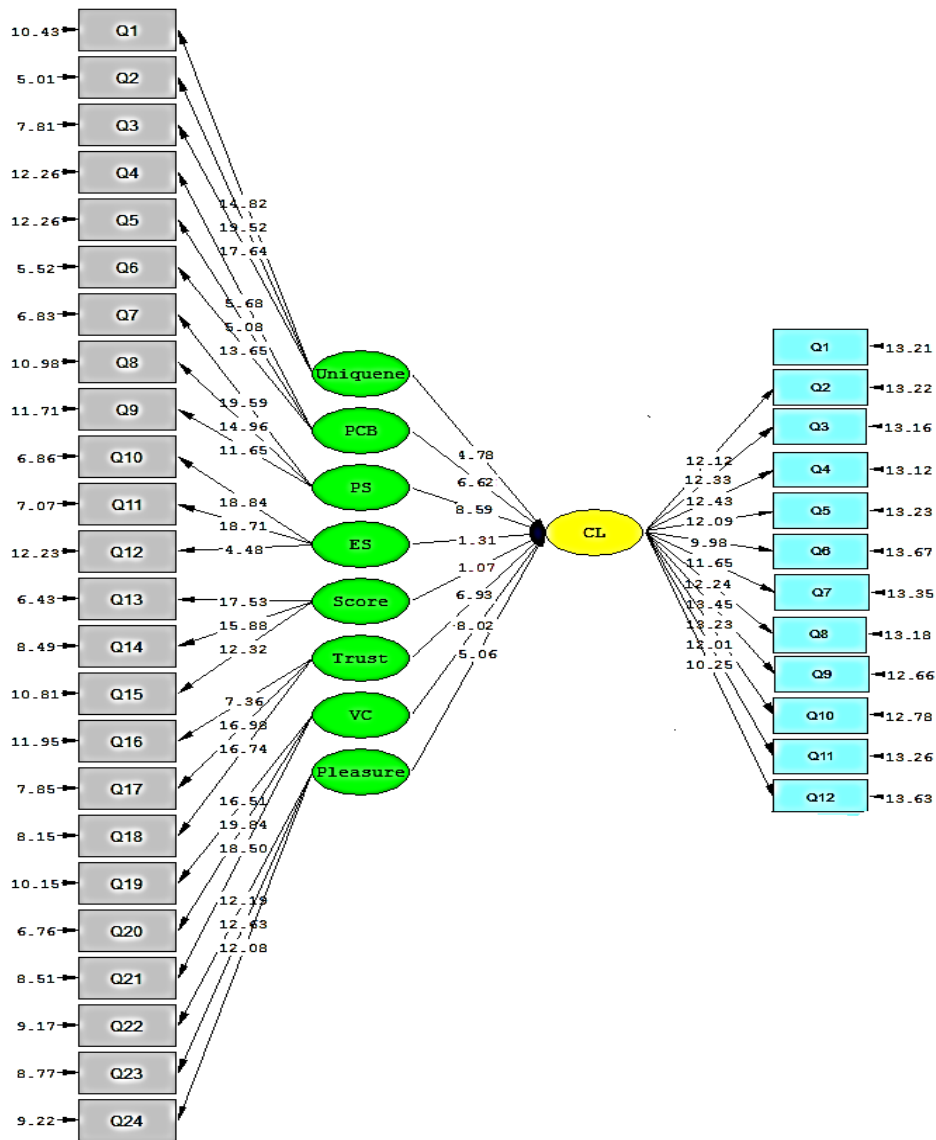 10.43 Q1
5.01 Q2
7.81 Q3
12.26 Q4
12.26 Q5
5.52 Q6
6.83 Q7
10.98 Q8
11.71 Q9
6.86 Q10
7.07 Q11
12.23 Q12
6.43 Q13
8.49 Q14
10.81 Q15
11.95 Q16
7.85 Q17
8.15 Q18
10.15 Q19
6.76 Q20
8.51 Q21
9.17 Q22
8.77 Q23
9.22 Q24
14.82
19.52
17.64
5.68
5.08
13.65
19.59
14.96
11.65
18.84
18.71
4.48
17.53
15.88
12.32
7.36
16.98
16.74
16.51
19.84
18.50
12.19
12.63
12.08
Uniquene
PCB
PS
ES
Score
Trust
VC
Pleasure
4.78
6.62
8.59
1.31
1.07
6.93
8.02
5.06
CL
12.12
12.33
12.43
12.09
9.98
11.65
12.24
13.45
13.23
12.01
10.25
Q1 13.21
Q2 13.22
Q3 13.16
Q4 13.12
Q5 13.23
Q6 13.67
Q7 13.35
Q8 13.18
Q9 12.66
Q10 12.78
Q11 13.26
Q12 13.63